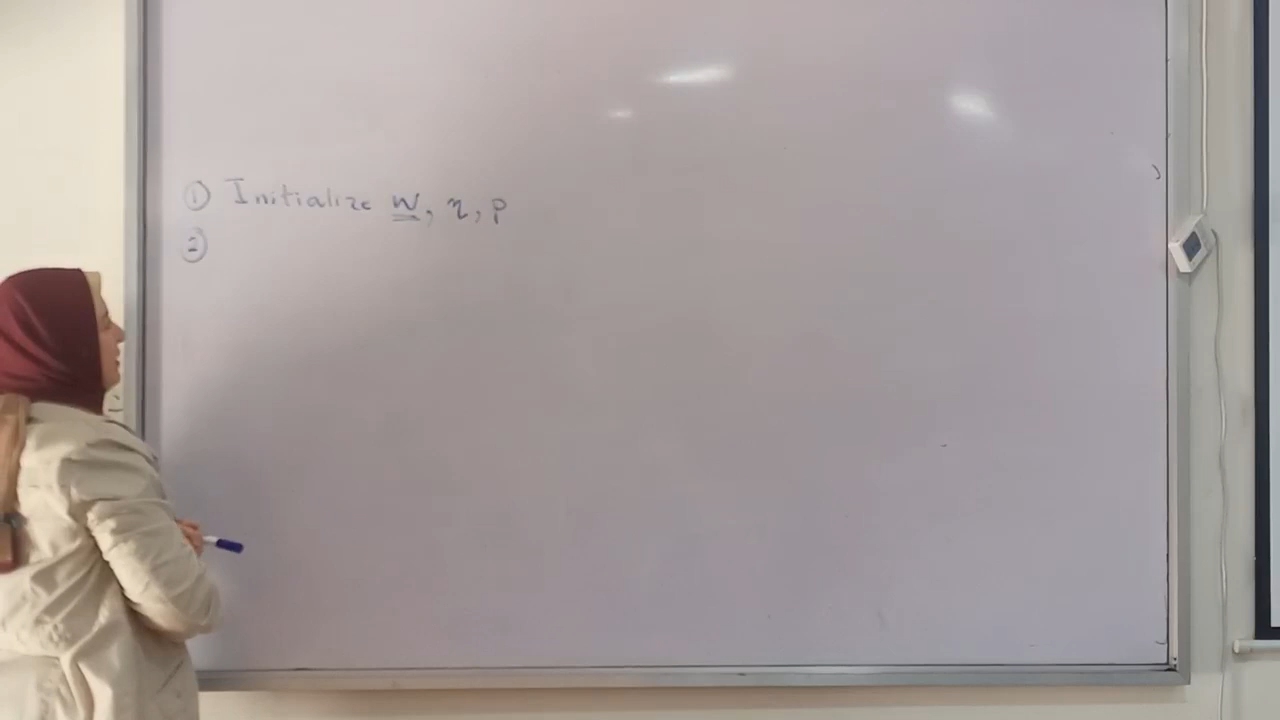 ① Initialize w, η, p
②